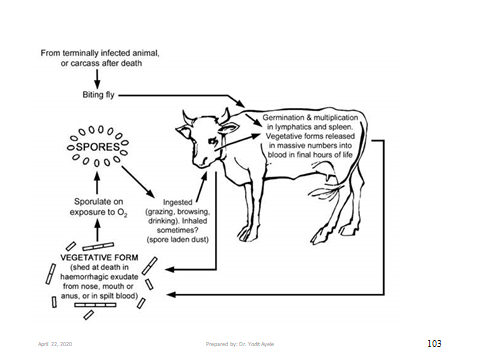 From terminally infected animal,
or carcass after death
Biting fly
Germination & multiplication
in lymphatics and spleen.
Vegetative forms released
in massive numbers into
blood in final hours of life
SPORES
Sporulate on
exposure to O₂
Ingested
(grazing, browsing,
drinking). Inhaled
sometimes?
(spore laden dust)
VEGETATIVE FORM
(shed at death in
haemorrhagic exudate
from nose, mouth or
anus, or in spilt blood)
April 22, 2020
Prepared by; Dr. Yodit Ayele
103